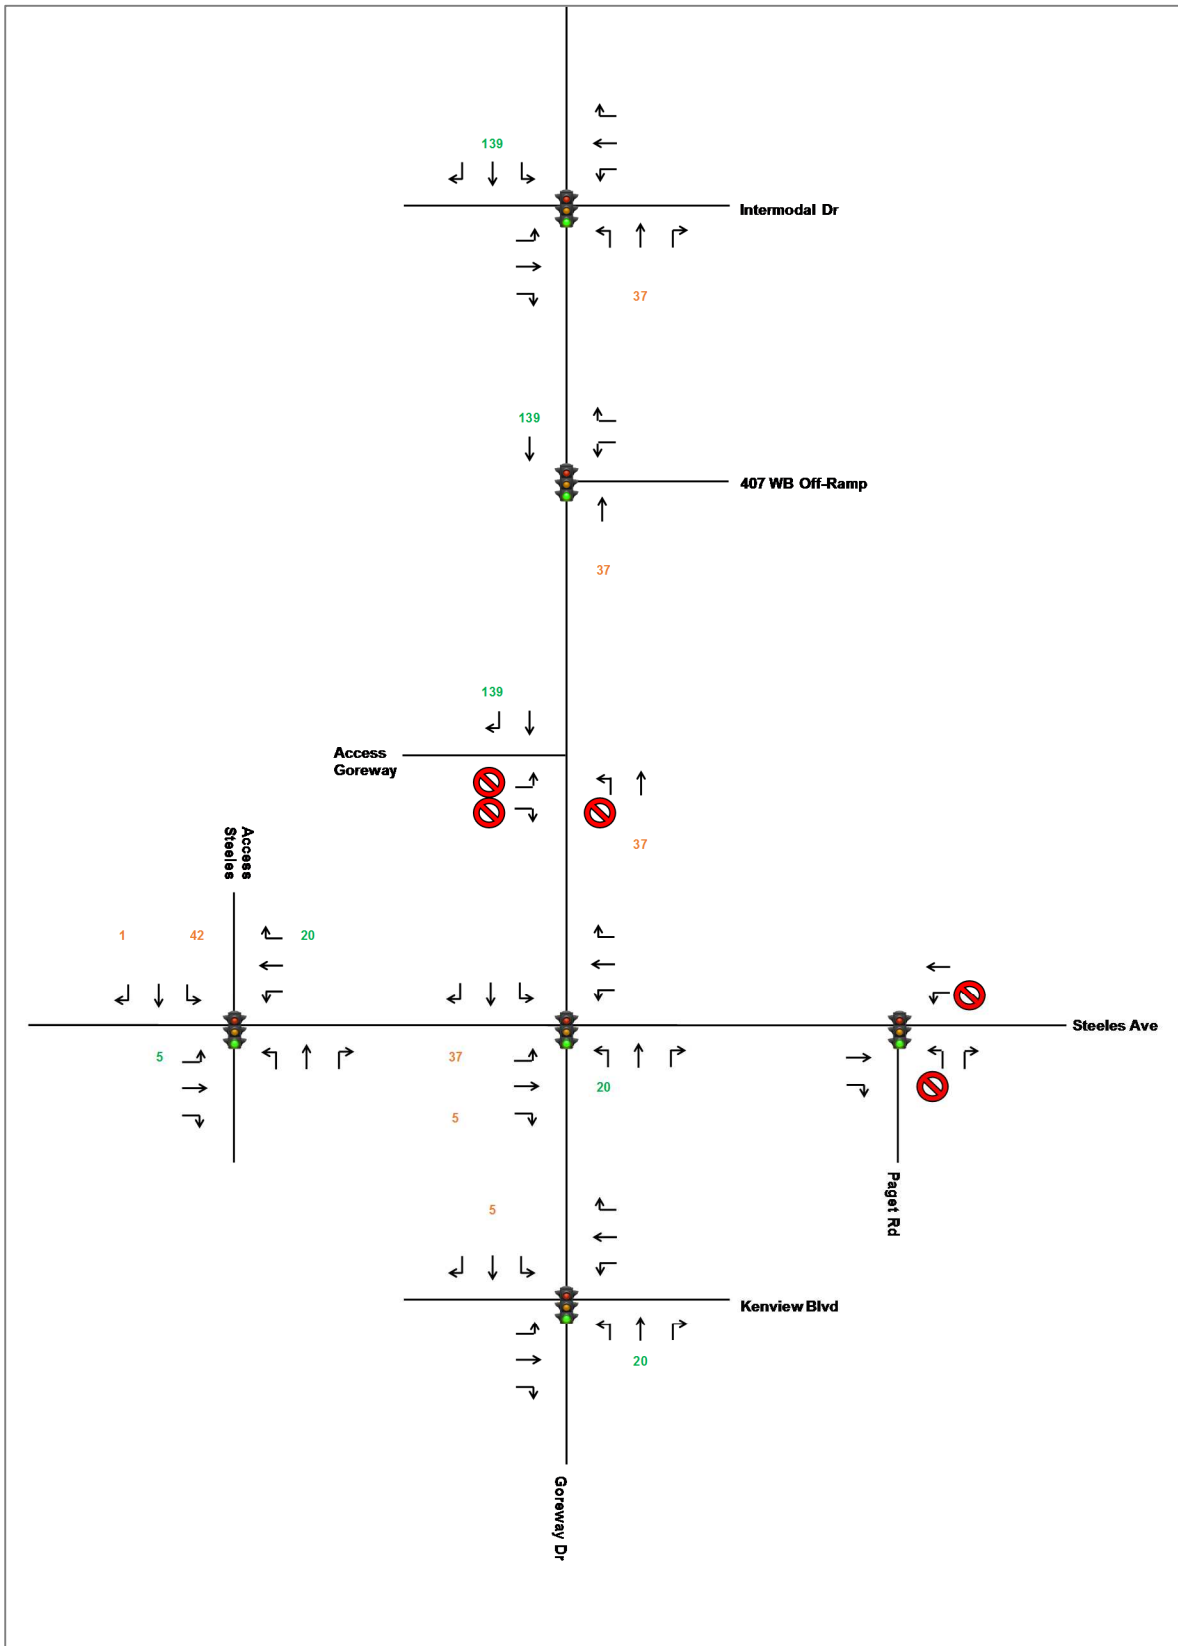 139
Intermodal Dr
37
139
407 WB Off-Ramp
37
139
Access
Goreway
37
Access
Steeles
1
42
20
Steeles Ave
5
37
20
5
Paget Rd
5
Kenview Blvd
20
Goreway Dr